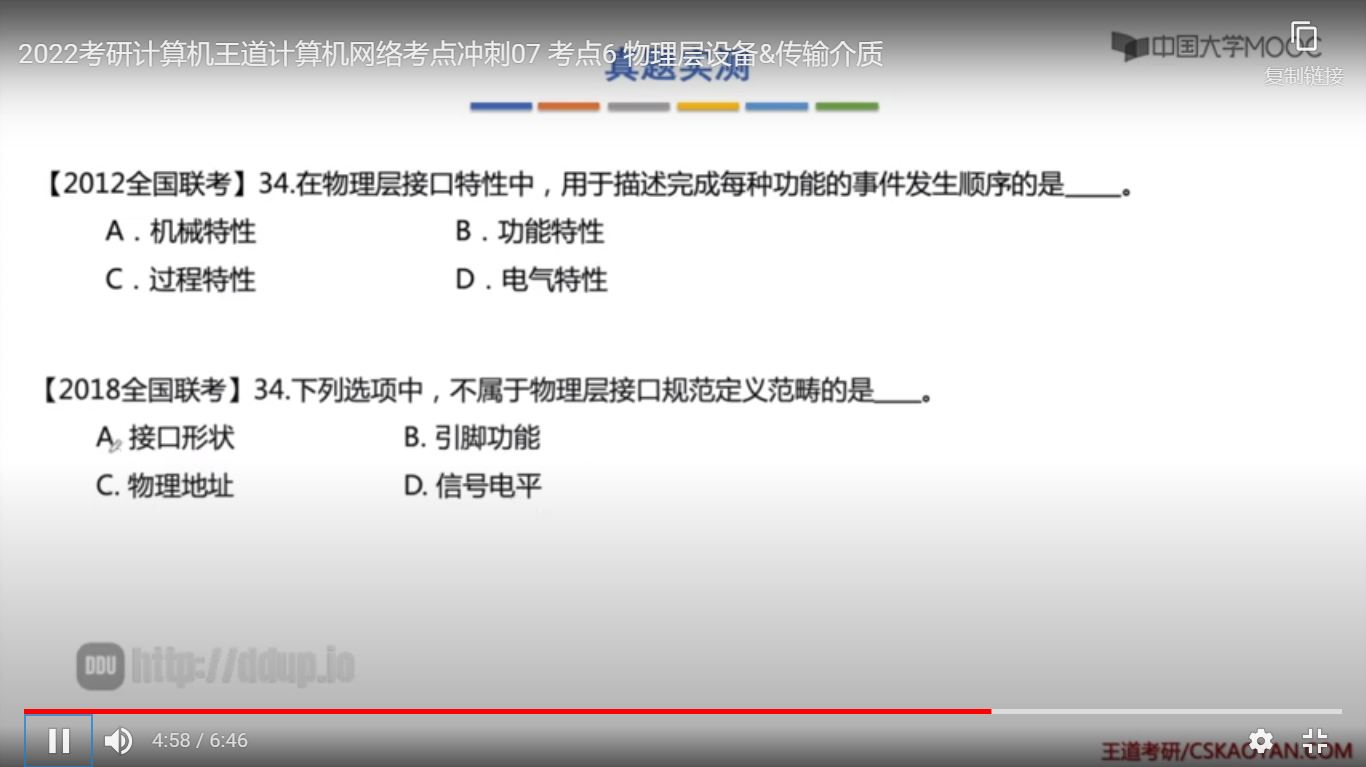 2022考研计算机王道计算机网络考点冲刺07 考点6 物理层设备&传输介质
中国大学MOOC
复制链接
真题实测
【2012全国联考】34.在物理层接口特性中，用于描述完成每种功能的事件发生顺序的是____。
A．机械特性 B．功能特性
C．过程特性 D．电气特性
【2018全国联考】34.下列选项中，不属于物理层接口规范定义范畴的是____。
A. 接口形状 B. 引脚功能
C. 物理地址 D. 信号电平
DDU http://ddup.io
4:58 / 6:46
王道考研/CSKAOYAN.COM